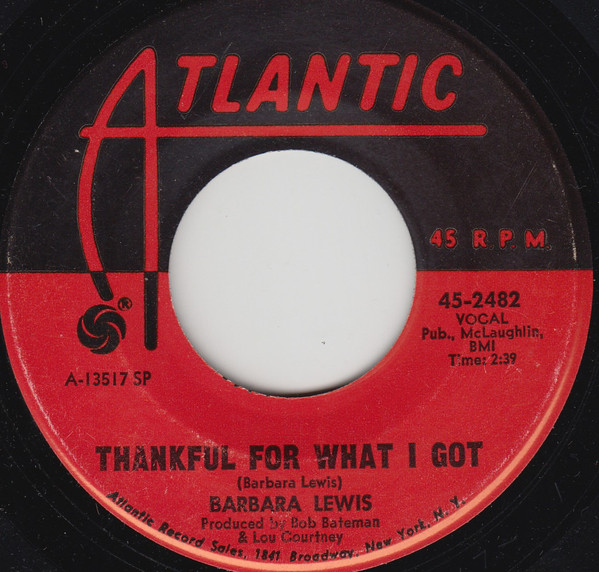 ATLANTIC
45 R.P.M.
45-2482
VOCAL
Pub., McLaughlin,
BMI
Time: 2:39
®
A-13517 SP
THANKFUL FOR WHAT I GOT
(Barbara Lewis)
BARBARA LEWIS
Produced by Bob Bateman
& Lou Courtney
Atlantic Record Sales, 1841 Broadway, New York, N. Y.